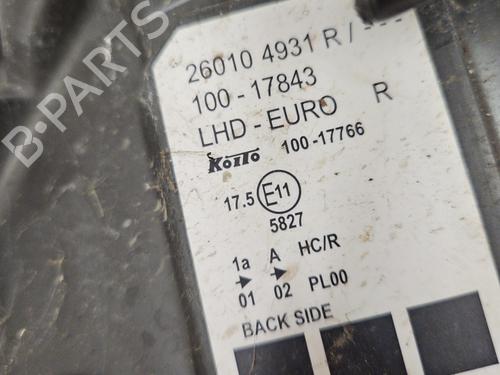 26010 4931 R / ---
100 - 17843
LHD - EURO R
KOITO 100-17766
17.5 E11
5827
1a A HC/R
01 02 PL00
BACK SIDE
B-PARTS